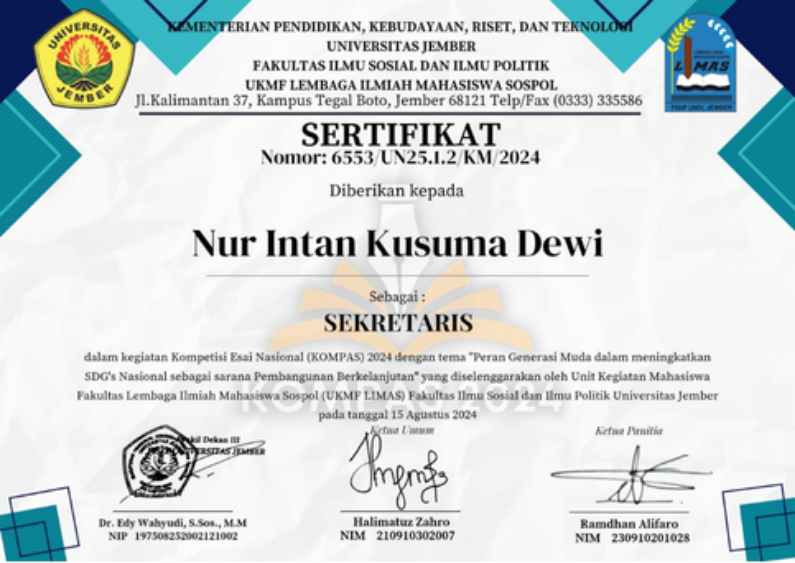 UNIVERSITAS
JEMBER
KEMENTERIAN PENDIDIKAN, KEBUDAYAAN, RISET, DAN TEKNOLOGI
UNIVERSITAS JEMBER
FAKULTAS ILMU SOSIAL DAN ILMU POLITIK
UKMF LEMBAGA ILMIAH MAHASISWA SOSPOL
Jl.Kalimantan 37, Kampus Tegal Boto, Jember 68121 Telp/Fax (0333) 335586
LIMAS
FISIP UNIV. JEMBER
SERTIFIKAT
Nomor: 6553/UN25.1.2/KM/2024
Diberikan kepada
Nur Intan Kusuma Dewi
Sebagai :
SEKRETARIS
dalam kegiatan Kompetisi Esai Nasional (KOMPAS) 2024 dengan tema "Peran Generasi Muda dalam meningkatkan
SDG's Nasional sebagai sarana Pembangunan Berkelanjutan" yang diselenggarakan oleh Unit Kegiatan Mahasiswa
Fakultas Lembaga Ilmiah Mahasiswa Sospol (UKMF LIMAS) Fakultas Ilmu Sosial dan Ilmu Politik Universitas Jember
pada tanggal 15 Agustus 2024
KOMPAS 2024
Wakil Dekan III
UNIVERSITAS JEMBER
Dr. Edy Wahyudi, S.Sos., M.M
NIP 197508252002121002
Ketua Umum
Halimatuz Zahro
NIM 210910302007
Ketua Panitia
Ramdhan Alifaro
NIM 230910201028